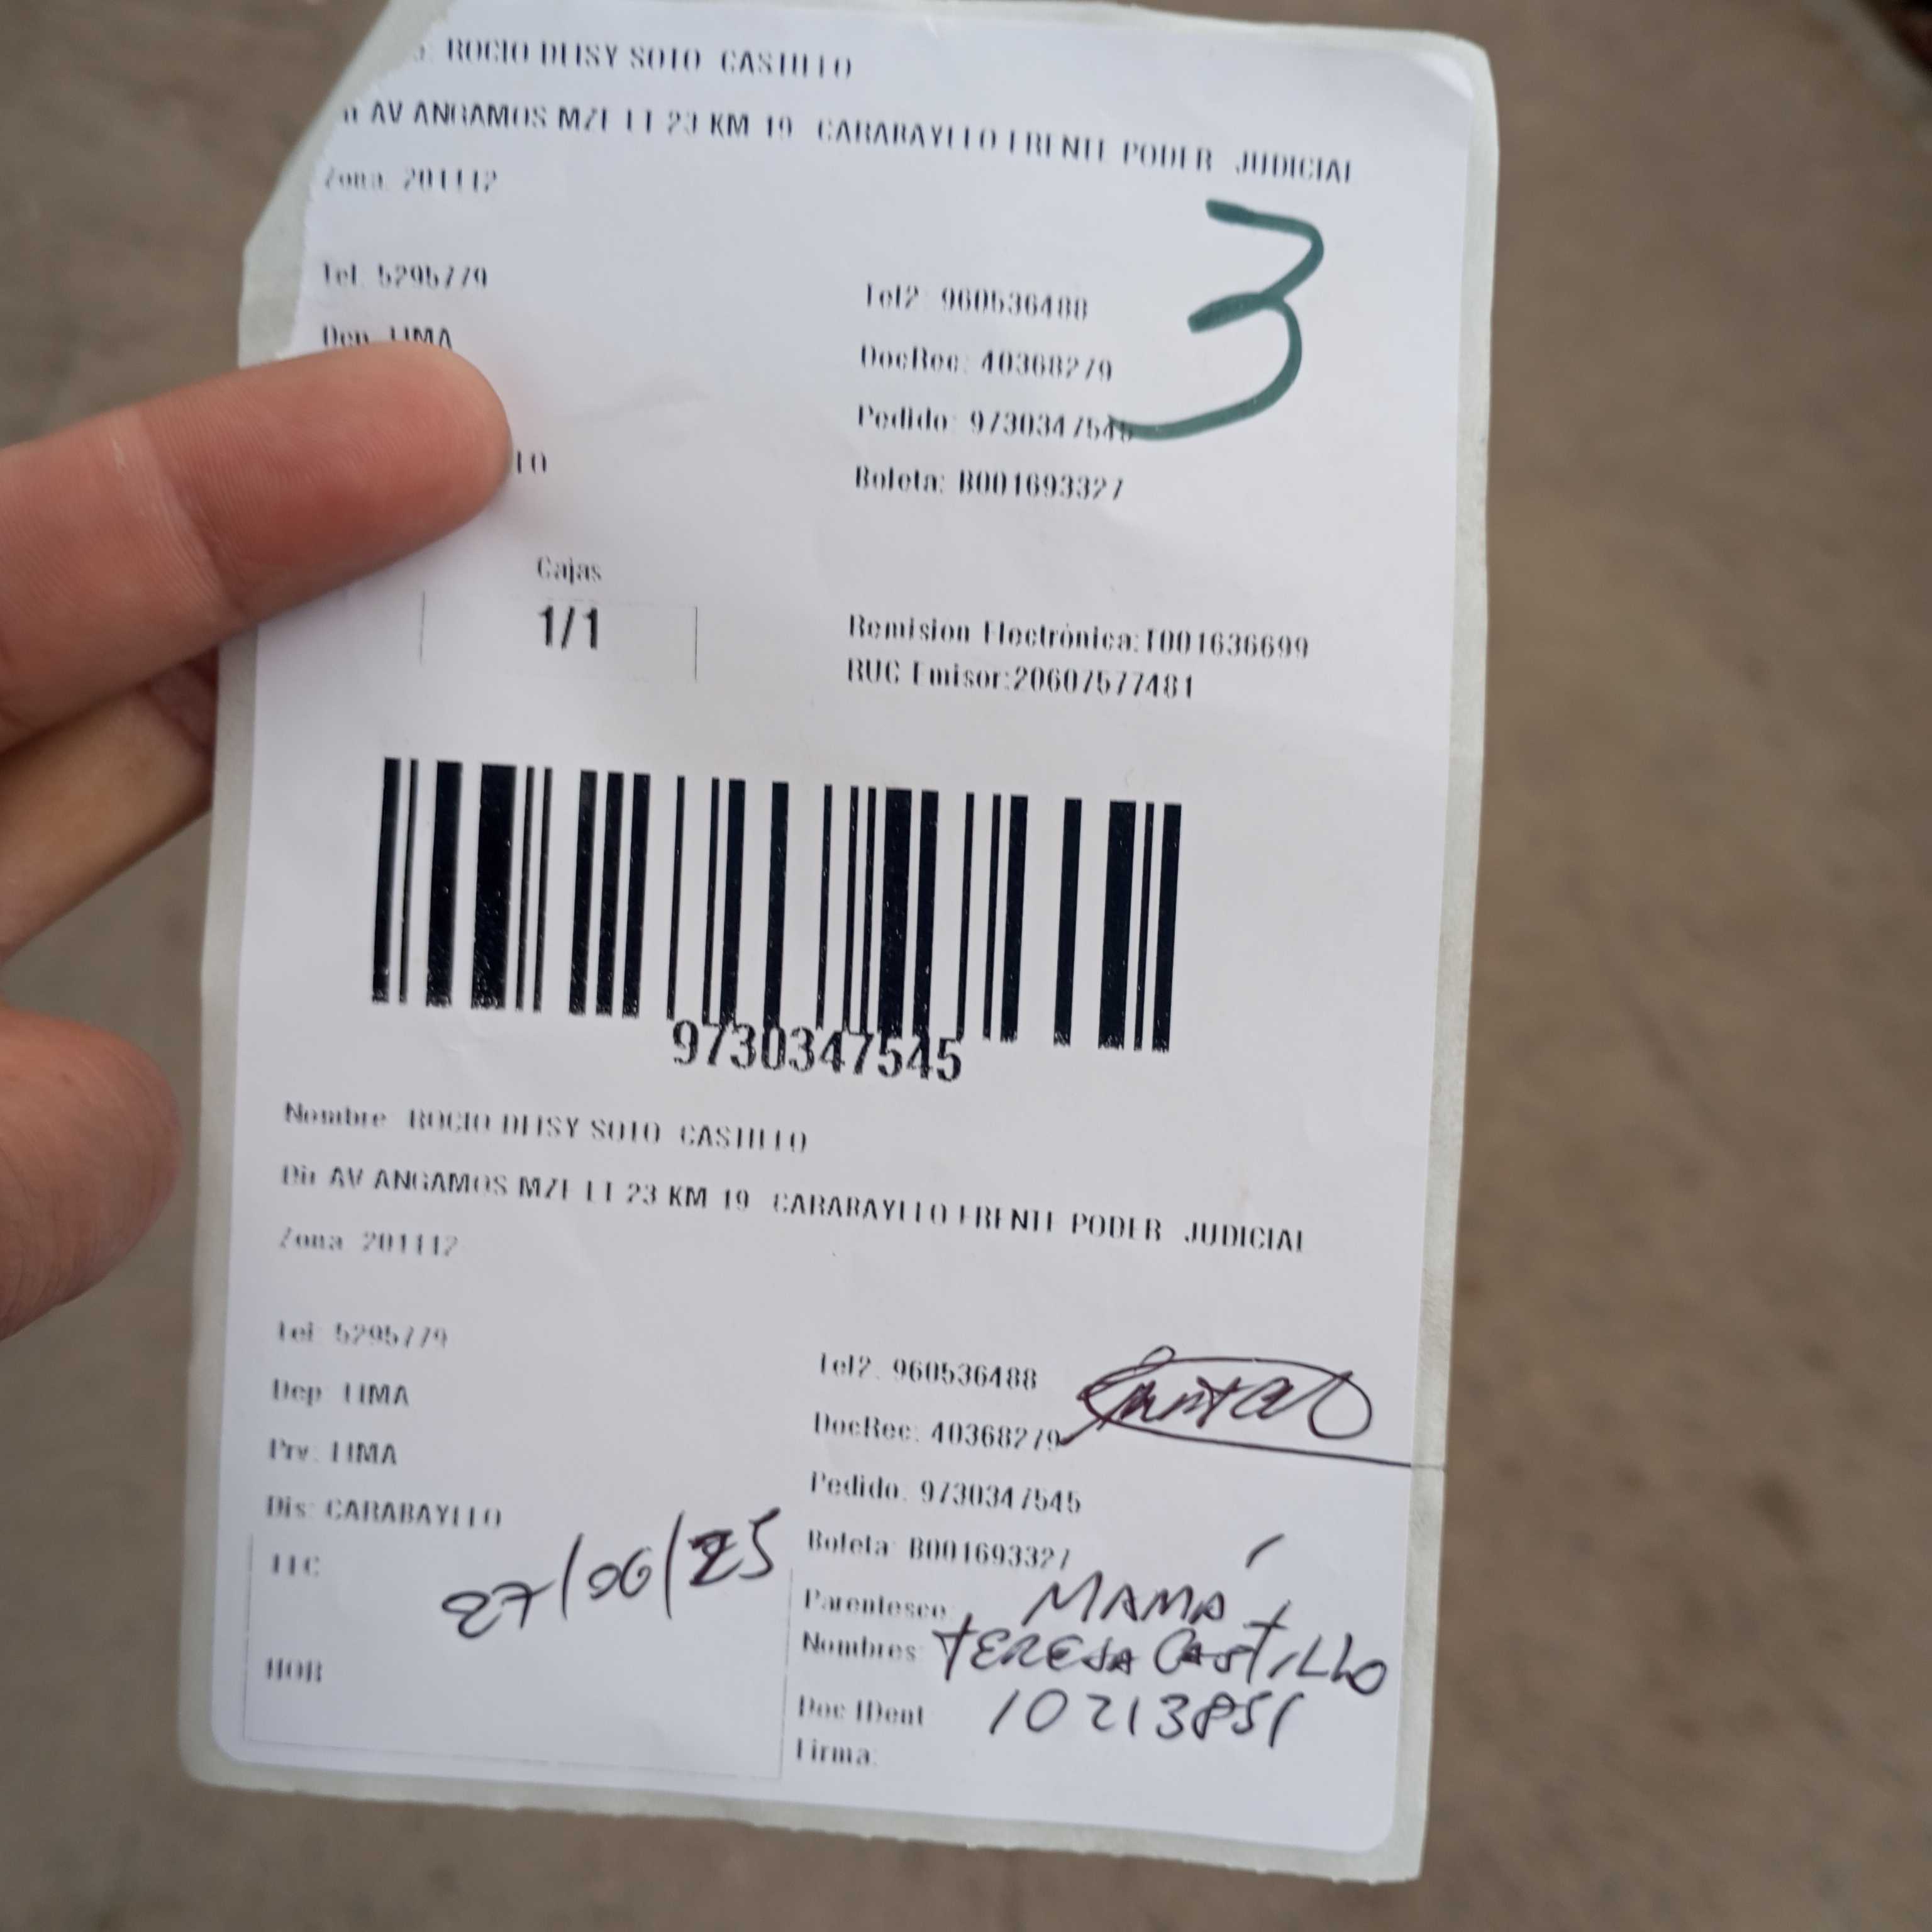 ROCIO DEISY SOTO CASTILLO
AV ANGAMOS MZE LT 23 KM 19 CARABAYLLO FRENTE PODER JUDICIAL
Zona: 201112
3
Tel: 5295779
Tel2: 960536488
Dep: LIMA
DocRec: 40368279
Pedido: 9730347545
LO
Boleta: B001693327
Cajas
1/1
Remisión Electrónica:T001636699
RUC Emisor:20607577481
9730347545
Nombre: ROCIO DEISY SOTO CASTILLO
Dir AV ANGAMOS MZE LT 23 KM 19 CARABAYLLO FRENTE PODER JUDICIAL
Zona: 201112
Tel: 5295779
Tel2: 960536488
Dep: LIMA
DocRec: 40368279
Prv: LIMA
Pedido: 9730347545
Dis: CARABAYLLO
Boleta: B001693327
27/06/25
Parentesco: MAMÁ
Nombres: TERESA CASTILLO
HOR
Doc IDent 10213851
Firma: